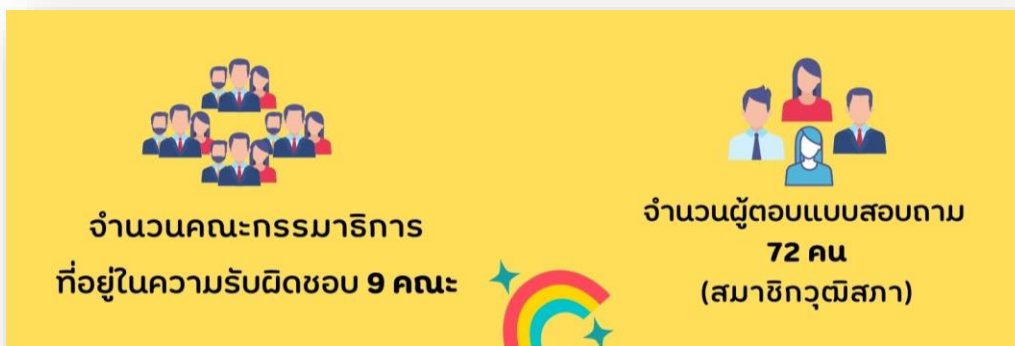 จำนวนคณะกรรมาธิการ
ที่อยู่ในความรับผิดชอบ 9 คณะ
จำนวนผู้ตอบแบบสอบถาม
72 คน
(สมาชิกวุฒิสภา)